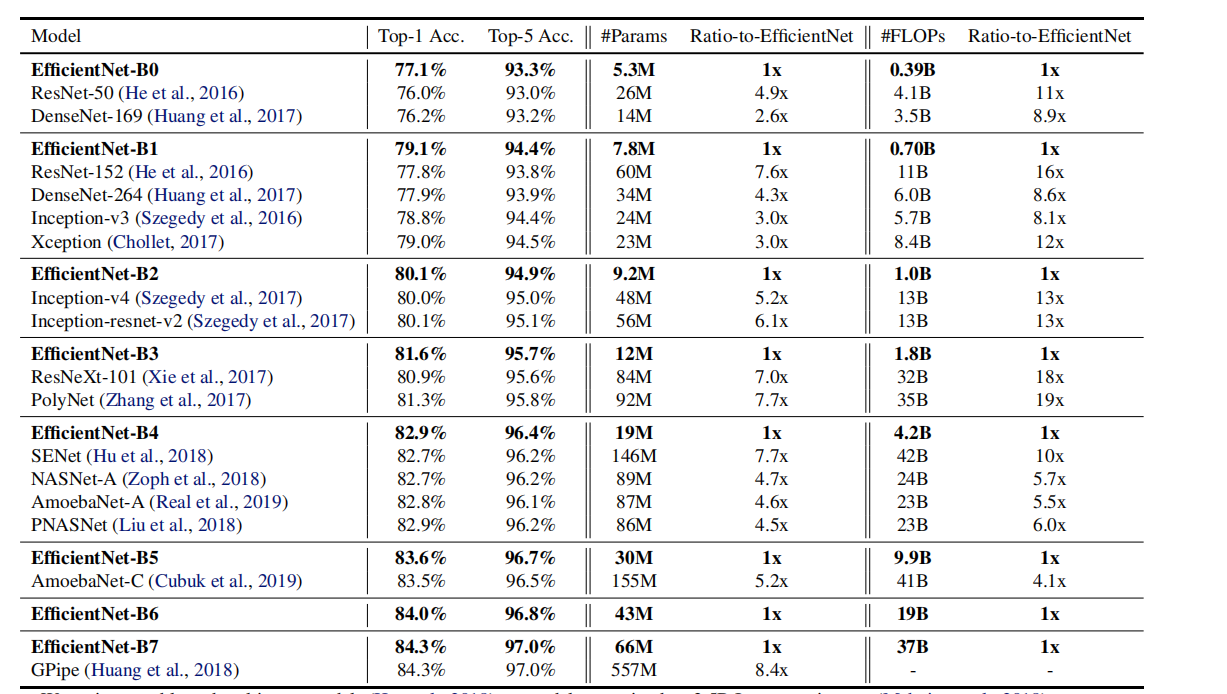 Model Top-1 Acc. Top-5 Acc. #Params Ratio-to-EfficientNet #FLOPs Ratio-to-EfficientNet
EfficientNet-B0 77.1% 93.3% 5.3M 1x 0.39B 1x
ResNet-50 (He et al., 2016) 76.0% 93.0% 26M 4.9x 4.1B 11x
DenseNet-169 (Huang et al., 2017) 76.2% 93.2% 14M 2.6x 3.5B 8.9x
EfficientNet-B1 79.1% 94.4% 7.8M 1x 0.70B 1x
ResNet-152 (He et al., 2016) 77.8% 93.8% 60M 7.6x 11B 16x
DenseNet-264 (Huang et al., 2017) 77.9% 93.9% 34M 4.3x 6.0B 8.6x
Inception-v3 (Szegedy et al., 2016) 78.8% 94.4% 24M 3.0x 5.7B 8.1x
Xception (Chollet, 2017) 79.0% 94.5% 23M 3.0x 8.4B 12x
EfficientNet-B2 80.1% 94.9% 9.2M 1x 1.0B 1x
Inception-v4 (Szegedy et al., 2017) 80.0% 95.0% 48M 5.2x 13B 13x
Inception-resnet-v2 (Szegedy et al., 2017) 80.1% 95.1% 56M 6.1x 13B 13x
EfficientNet-B3 81.6% 95.7% 12M 1x 1.8B 1x
ResNeXt-101 (Xie et al., 2017) 80.9% 95.6% 84M 7.0x 32B 18x
PolyNet (Zhang et al., 2017) 81.3% 95.8% 92M 7.7x 35B 19x
EfficientNet-B4 82.9% 96.4% 19M 1x 4.2B 1x
SENet (Hu et al., 2018) 82.7% 96.2% 146M 7.7x 42B 10x
NASNet-A (Zoph et al., 2018) 82.7% 96.2% 89M 4.7x 24B 5.7x
AmoebaNet-A (Real et al., 2019) 82.8% 96.1% 87M 4.6x 23B 5.5x
PNASNet (Liu et al., 2018) 82.9% 96.2% 86M 4.5x 23B 6.0x
EfficientNet-B5 83.6% 96.7% 30M 1x 9.9B 1x
AmoebaNet-C (Cubuk et al., 2019) 83.5% 96.5% 155M 5.2x 41B 4.1x
EfficientNet-B6 84.0% 96.8% 43M 1x 19B 1x
EfficientNet-B7 84.3% 97.0% 66M 1x 37B 1x
GPipe (Huang et al., 2018) 84.3% 97.0% 557M 8.4x - -